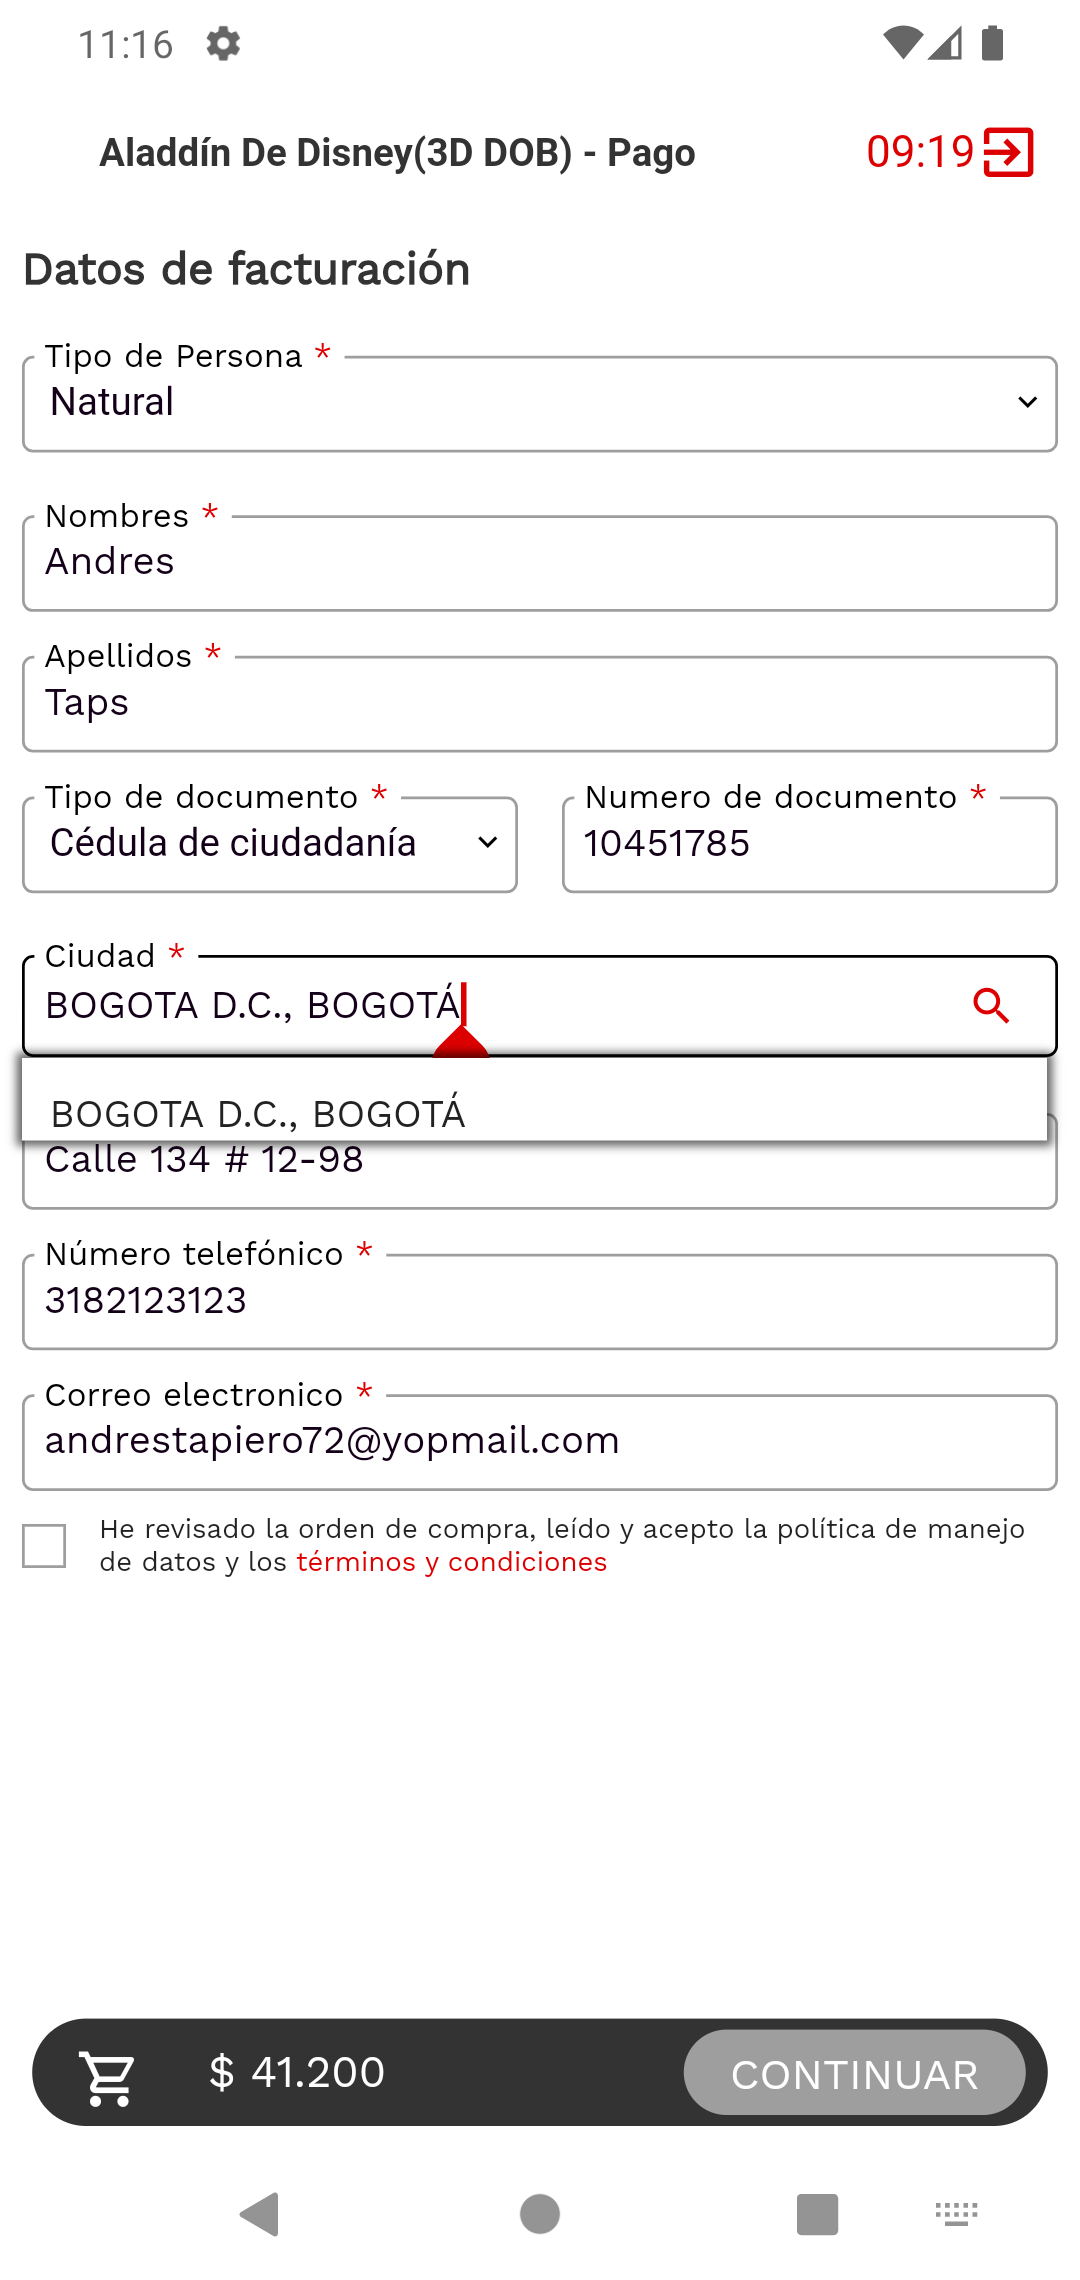 11:16
Aladdín De Disney(3D DOB) - Pago
09:19
Datos de facturación
Tipo de Persona *
Natural
Nombres *
Andres
Apellidos *
Taps
Tipo de documento *
Cédula de ciudadanía
Numero de documento *
10451785
Ciudad *
BOGOTA D.C., BOGOTÁ
BOGOTA D.C., BOGOTÁ
Calle 134 # 12-98
Número telefónico *
3182123123
Correo electronico *
andrestapiero72@yopmail.com
He revisado la orden de compra, leído y acepto la política de manejo
de datos y los términos y condiciones
$ 41.200
CONTINUAR